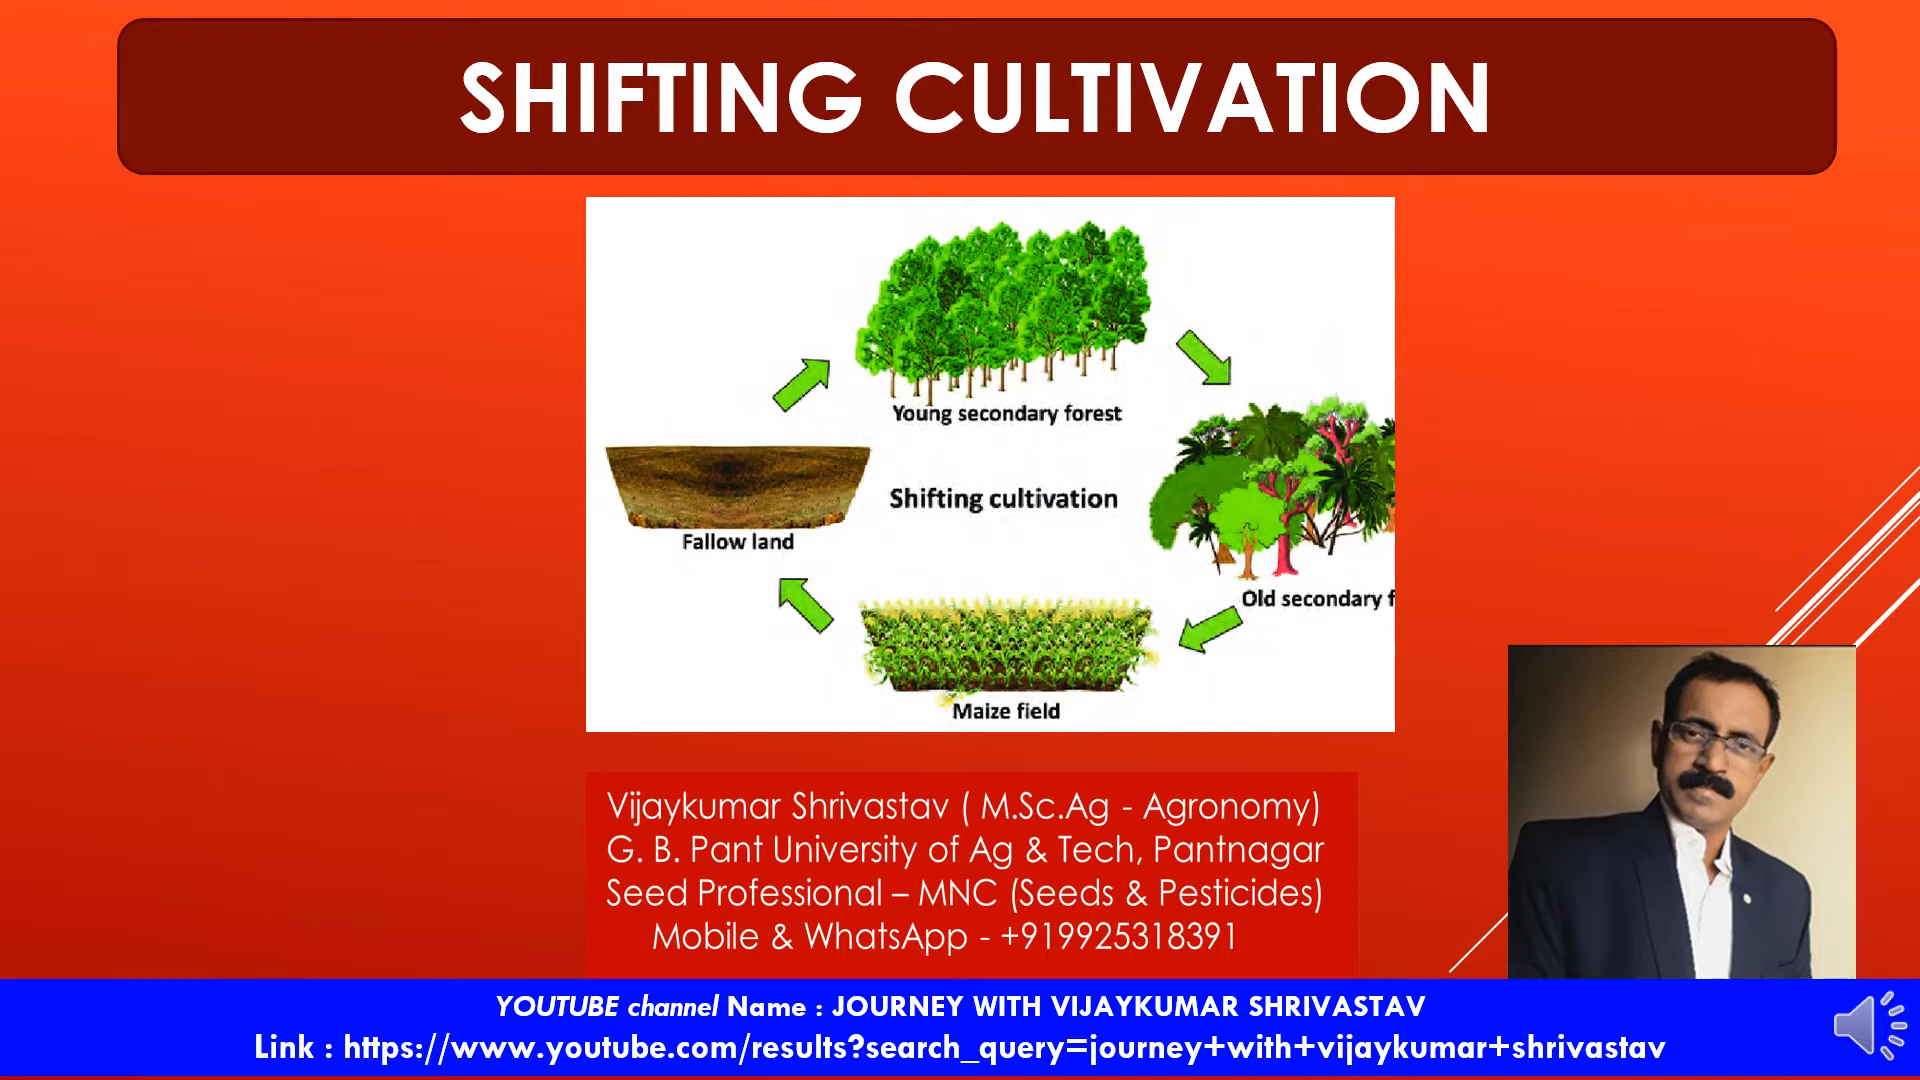 SHIFTING CULTIVATION
Young secondary forest
Shifting cultivation
Fallow land
Old secondary f
Maize field
Vijaykumar Shrivastav ( M.Sc.Ag - Agronomy)
G. B. Pant University of Ag & Tech, Pantnagar
Seed Professional – MNC (Seeds & Pesticides)
Mobile & WhatsApp - +919925318391
YOUTUBE channel Name : JOURNEY WITH VIJAYKUMAR SHRIVASTAV
Link : https://www.youtube.com/results?search_query=journey+with+vijaykumar+shrivastav